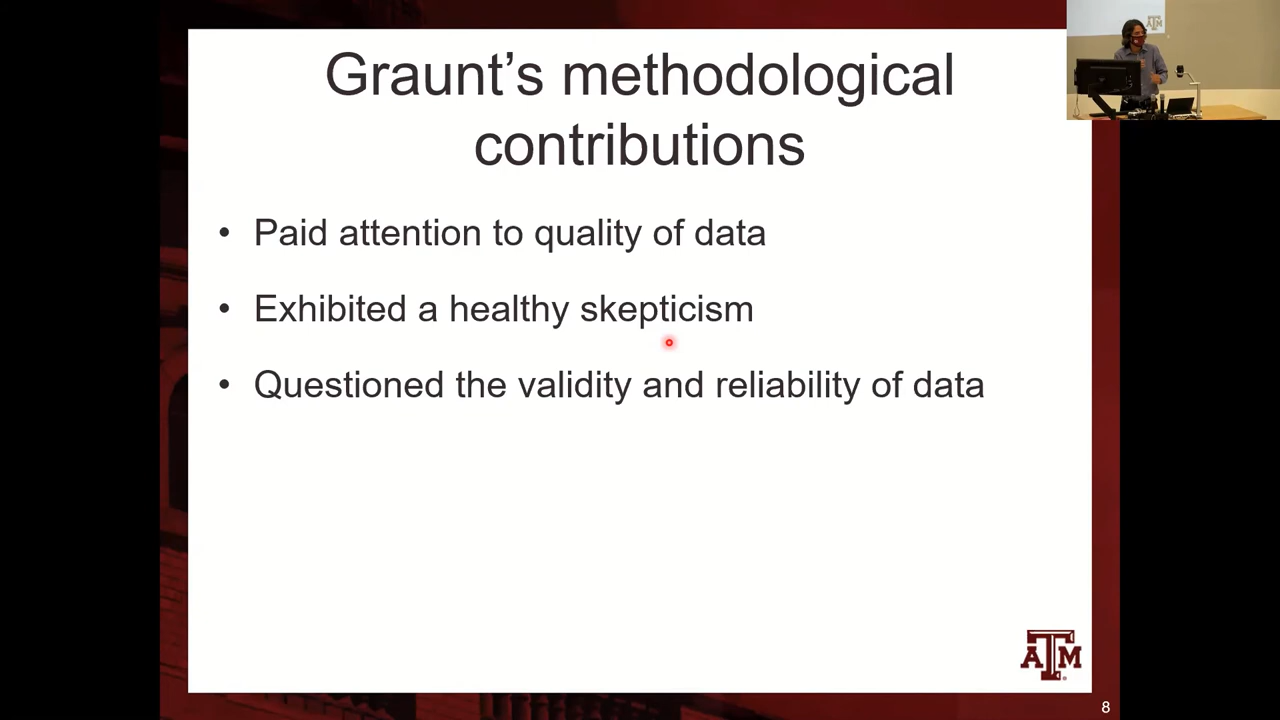 Graunt’s methodological
contributions
• Paid attention to quality of data
• Exhibited a healthy skepticism
• Questioned the validity and reliability of data
ATM
8